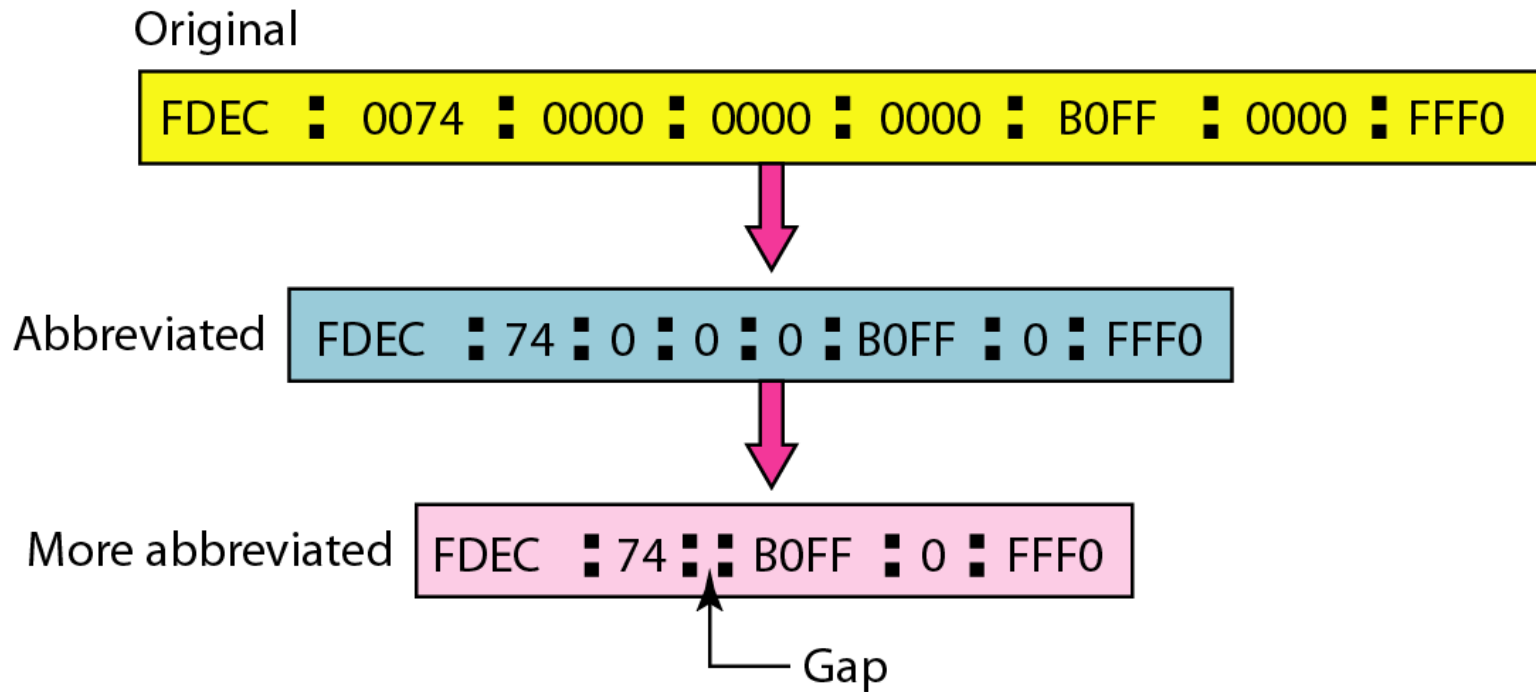 Original
FDEC : 0074 : 0000 : 0000 : 0000 : B0FF : 0000 : FFF0
Abbreviated FDEC : 74 : 0 : 0 : 0 : B0FF : 0 : FFF0
More abbreviated FDEC : 74 : : B0FF : 0 : FFF0
Gap